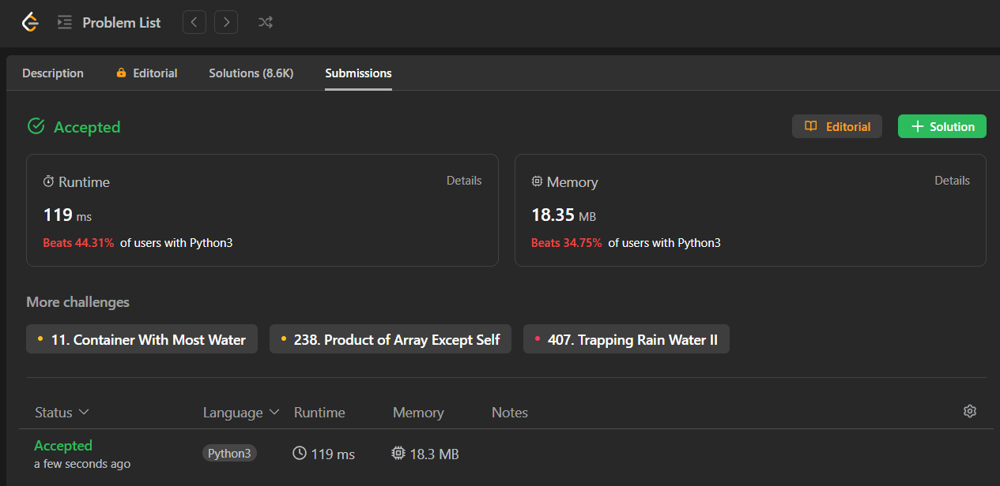 Problem List
Description Editorial Solutions (8.6K) Submissions
Accepted Editorial Solution
Runtime Details
119 ms
Beats 44.31% of users with Python3
Memory Details
18.35 MB
Beats 34.75% of users with Python3
More challenges
11. Container With Most Water 238. Product of Array Except Self 407. Trapping Rain Water II
Status Language Runtime Memory Notes
Accepted
a few seconds ago
Python3 119 ms 18.3 MB